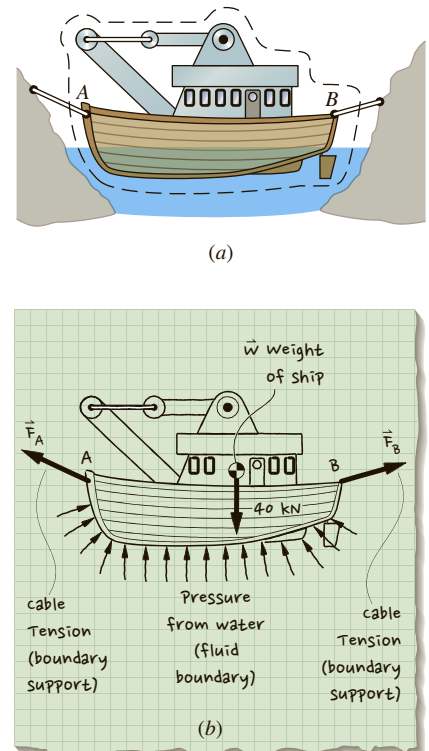 A
B
(a)
W⃗ Weight
of Ship
F⃗A
F⃗B
A
B
40 kN
Cable
Tension
(boundary
support)
Pressure
from water
(fluid
boundary)
Cable
Tension
(boundary
support)
(b)